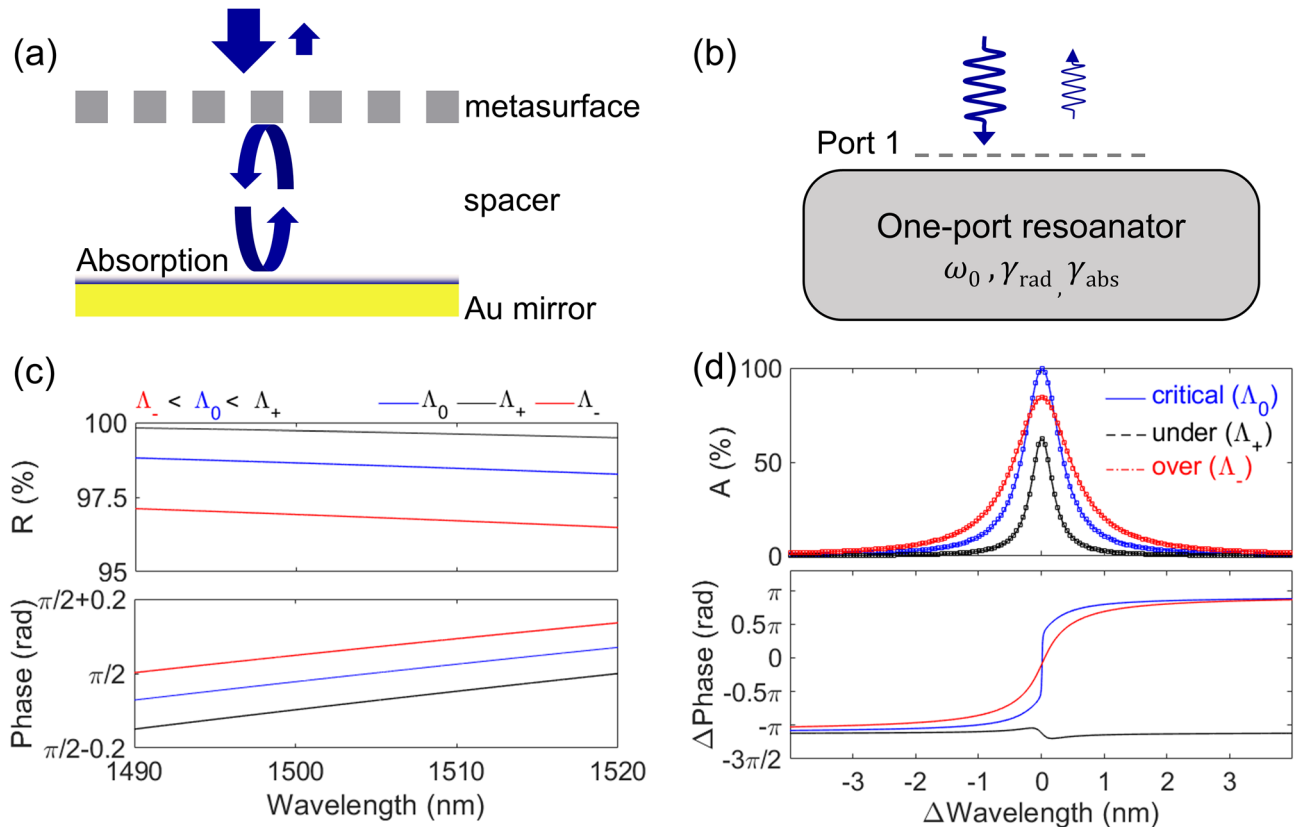 (a)
metasurface
spacer
Absorption
Au mirror
(b)
Port 1
One-port resoanator
ω₀ , γrad , γabs
(c)
Λ₋ < Λ₀ < Λ₊
Λ₀ Λ₊ Λ₋
100
97.5
95
R (%)
π/2+0.2
π/2
π/2-0.2
Phase (rad)
1490 1500 1510 1520
Wavelength (nm)
(d)
100
50
0
A (%)
critical (Λ₀)
under (Λ₊)
over (Λ₋)
π
0.5π
0
-0.5π
-π
-3π/2
ΔPhase (rad)
-3 -2 -1 0 1 2 3
ΔWavelength (nm)